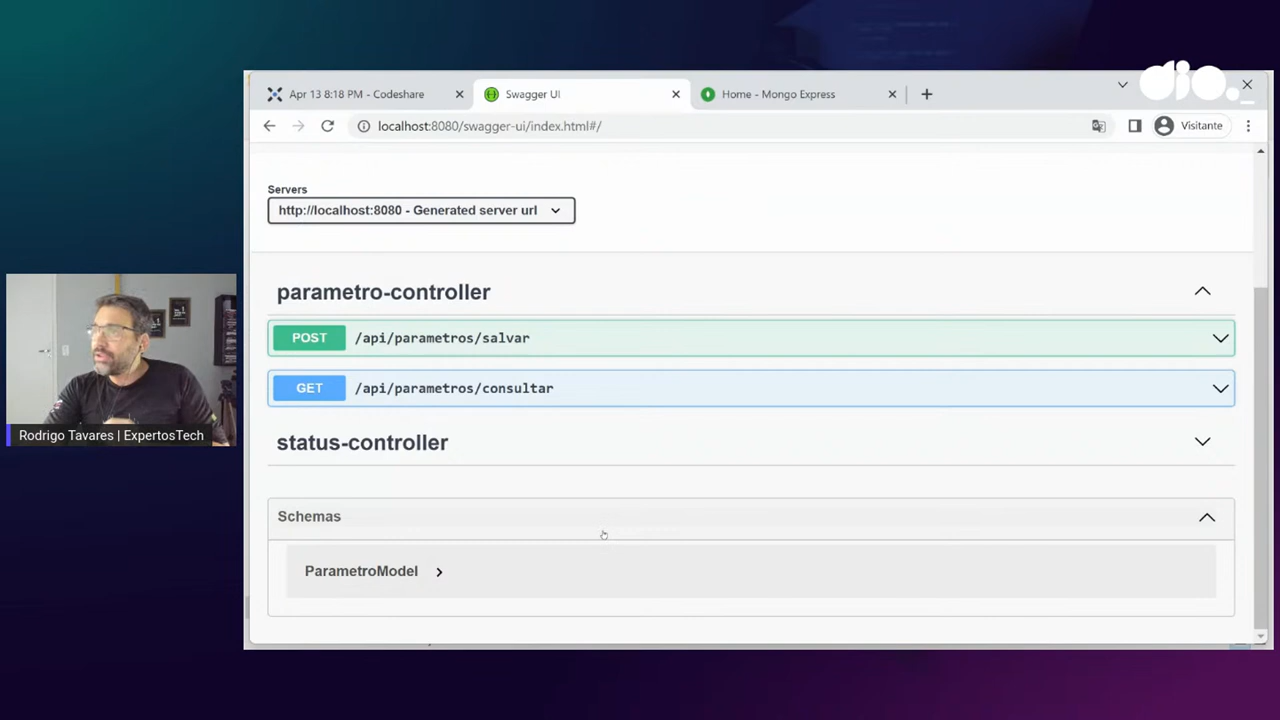 dio._
Apr 13 8:18 PM - Codeshare
Swagger UI
Home - Mongo Express
localhost:8080/swagger-ui/index.html#/
Visitante
Servers
http://localhost:8080 - Generated server url
parametro-controller
POST /api/parametros/salvar
GET /api/parametros/consultar
status-controller
Schemas
ParametroModel
Rodrigo Tavares | ExpertosTech